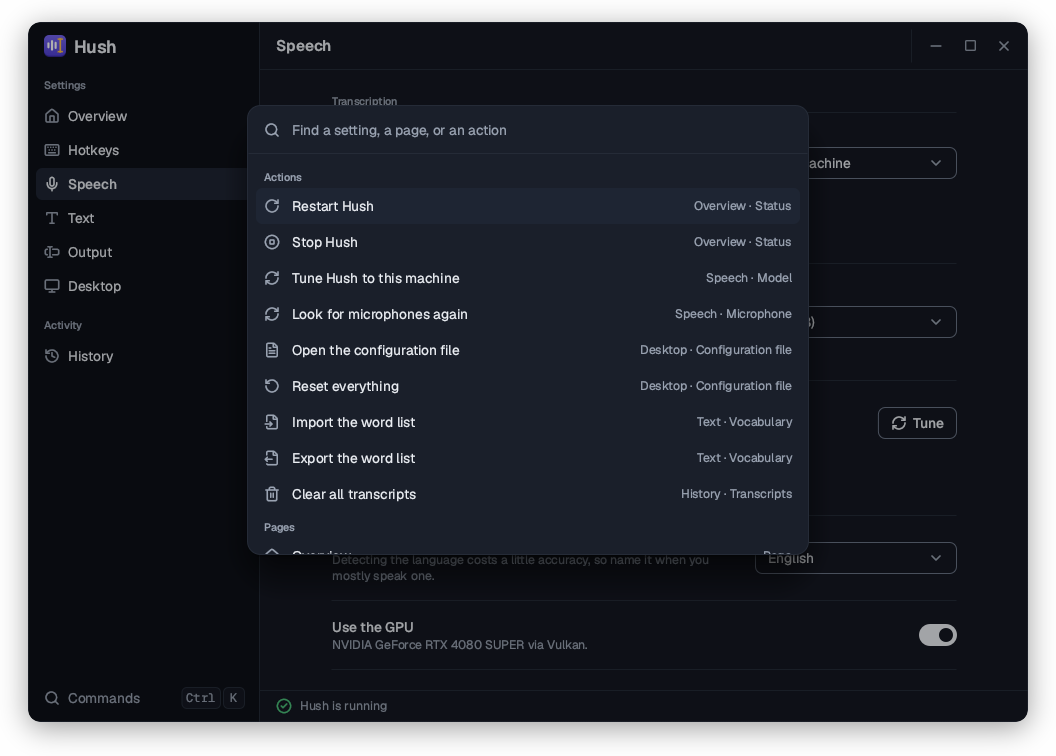 Hush
Speech
Settings
Overview
Hotkeys
Speech
Text
Output
Desktop
Activity
History
Commands
Ctrl K
Transcription
Find a setting, a page, or an action
Actions
Restart Hush Overview · Status
Stop Hush Overview · Status
Tune Hush to this machine Speech · Model
Look for microphones again Speech · Microphone
Open the configuration file Desktop · Configuration file
Reset everything Desktop · Configuration file
Import the word list Text · Vocabulary
Export the word list Text · Vocabulary
Clear all transcripts History · Transcripts
Pages
Overview Page
achine
Tune
Detecting the language costs a little accuracy, so name it when you
mostly speak one.
English
Use the GPU
NVIDIA GeForce RTX 4080 SUPER via Vulkan.
Hush is running